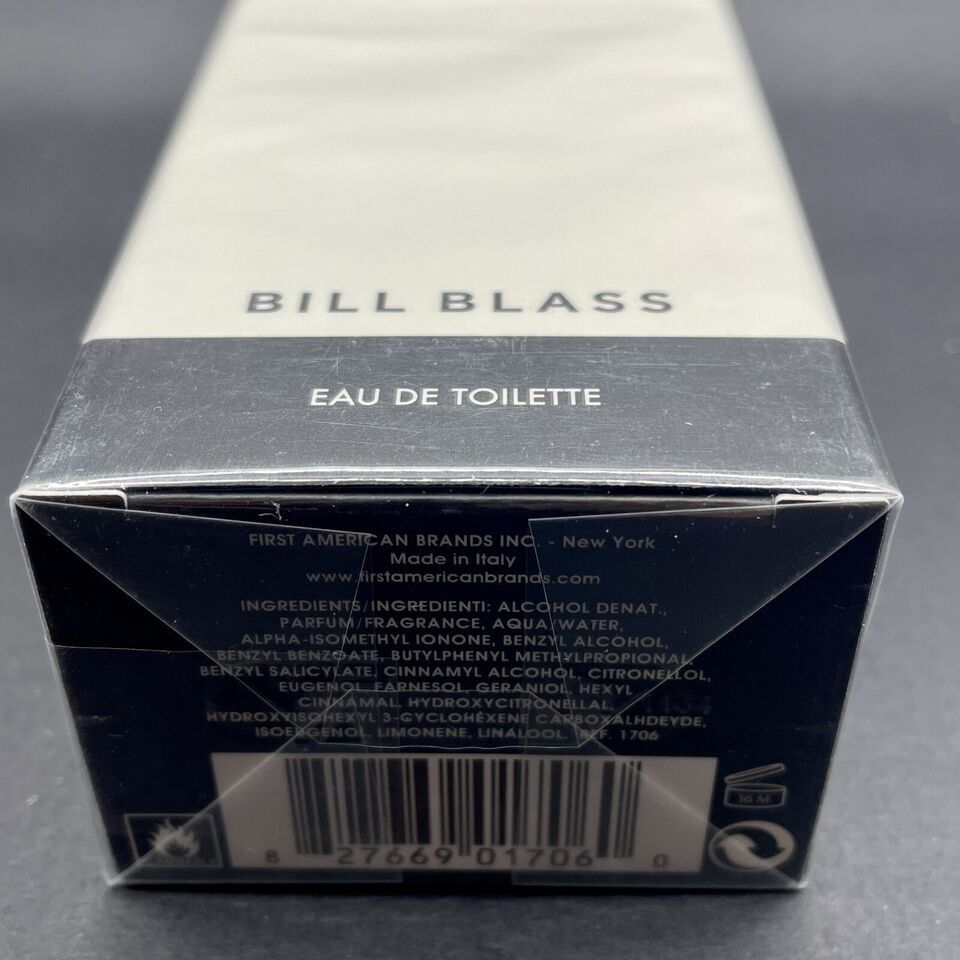 BILL BLASS
EAU DE TOILETTE
FIRST AMERICAN BRANDS INC. - New York
Made in Italy
www.firstamericanbrands.com
INGREDIENTS/INGREDIENTI: ALCOHOL DENAT.,
PARFUM/FRAGRANCE, AQUA/WATER,
ALPHA-ISOMETHYL IONONE, BENZYL ALCOHOL,
BENZYL BENZOATE, BUTYLPHENYL METHYLPROPIONAL,
BENZYL SALICYLATE, CINNAMYL ALCOHOL, CITRONELLOL,
EUGENOL, FARNESOL, GERANIOL, HEXYL
CINNAMAL, HYDROXYCITRONELLAL,
HYDROXYISOHEXYL 3-CYCLOHÉXENE CARBOXALHDEYDE,
ISOEUGENOL, LIMONENE, LINALOOL, REF. 1706
36 M
8 27669 01706 0